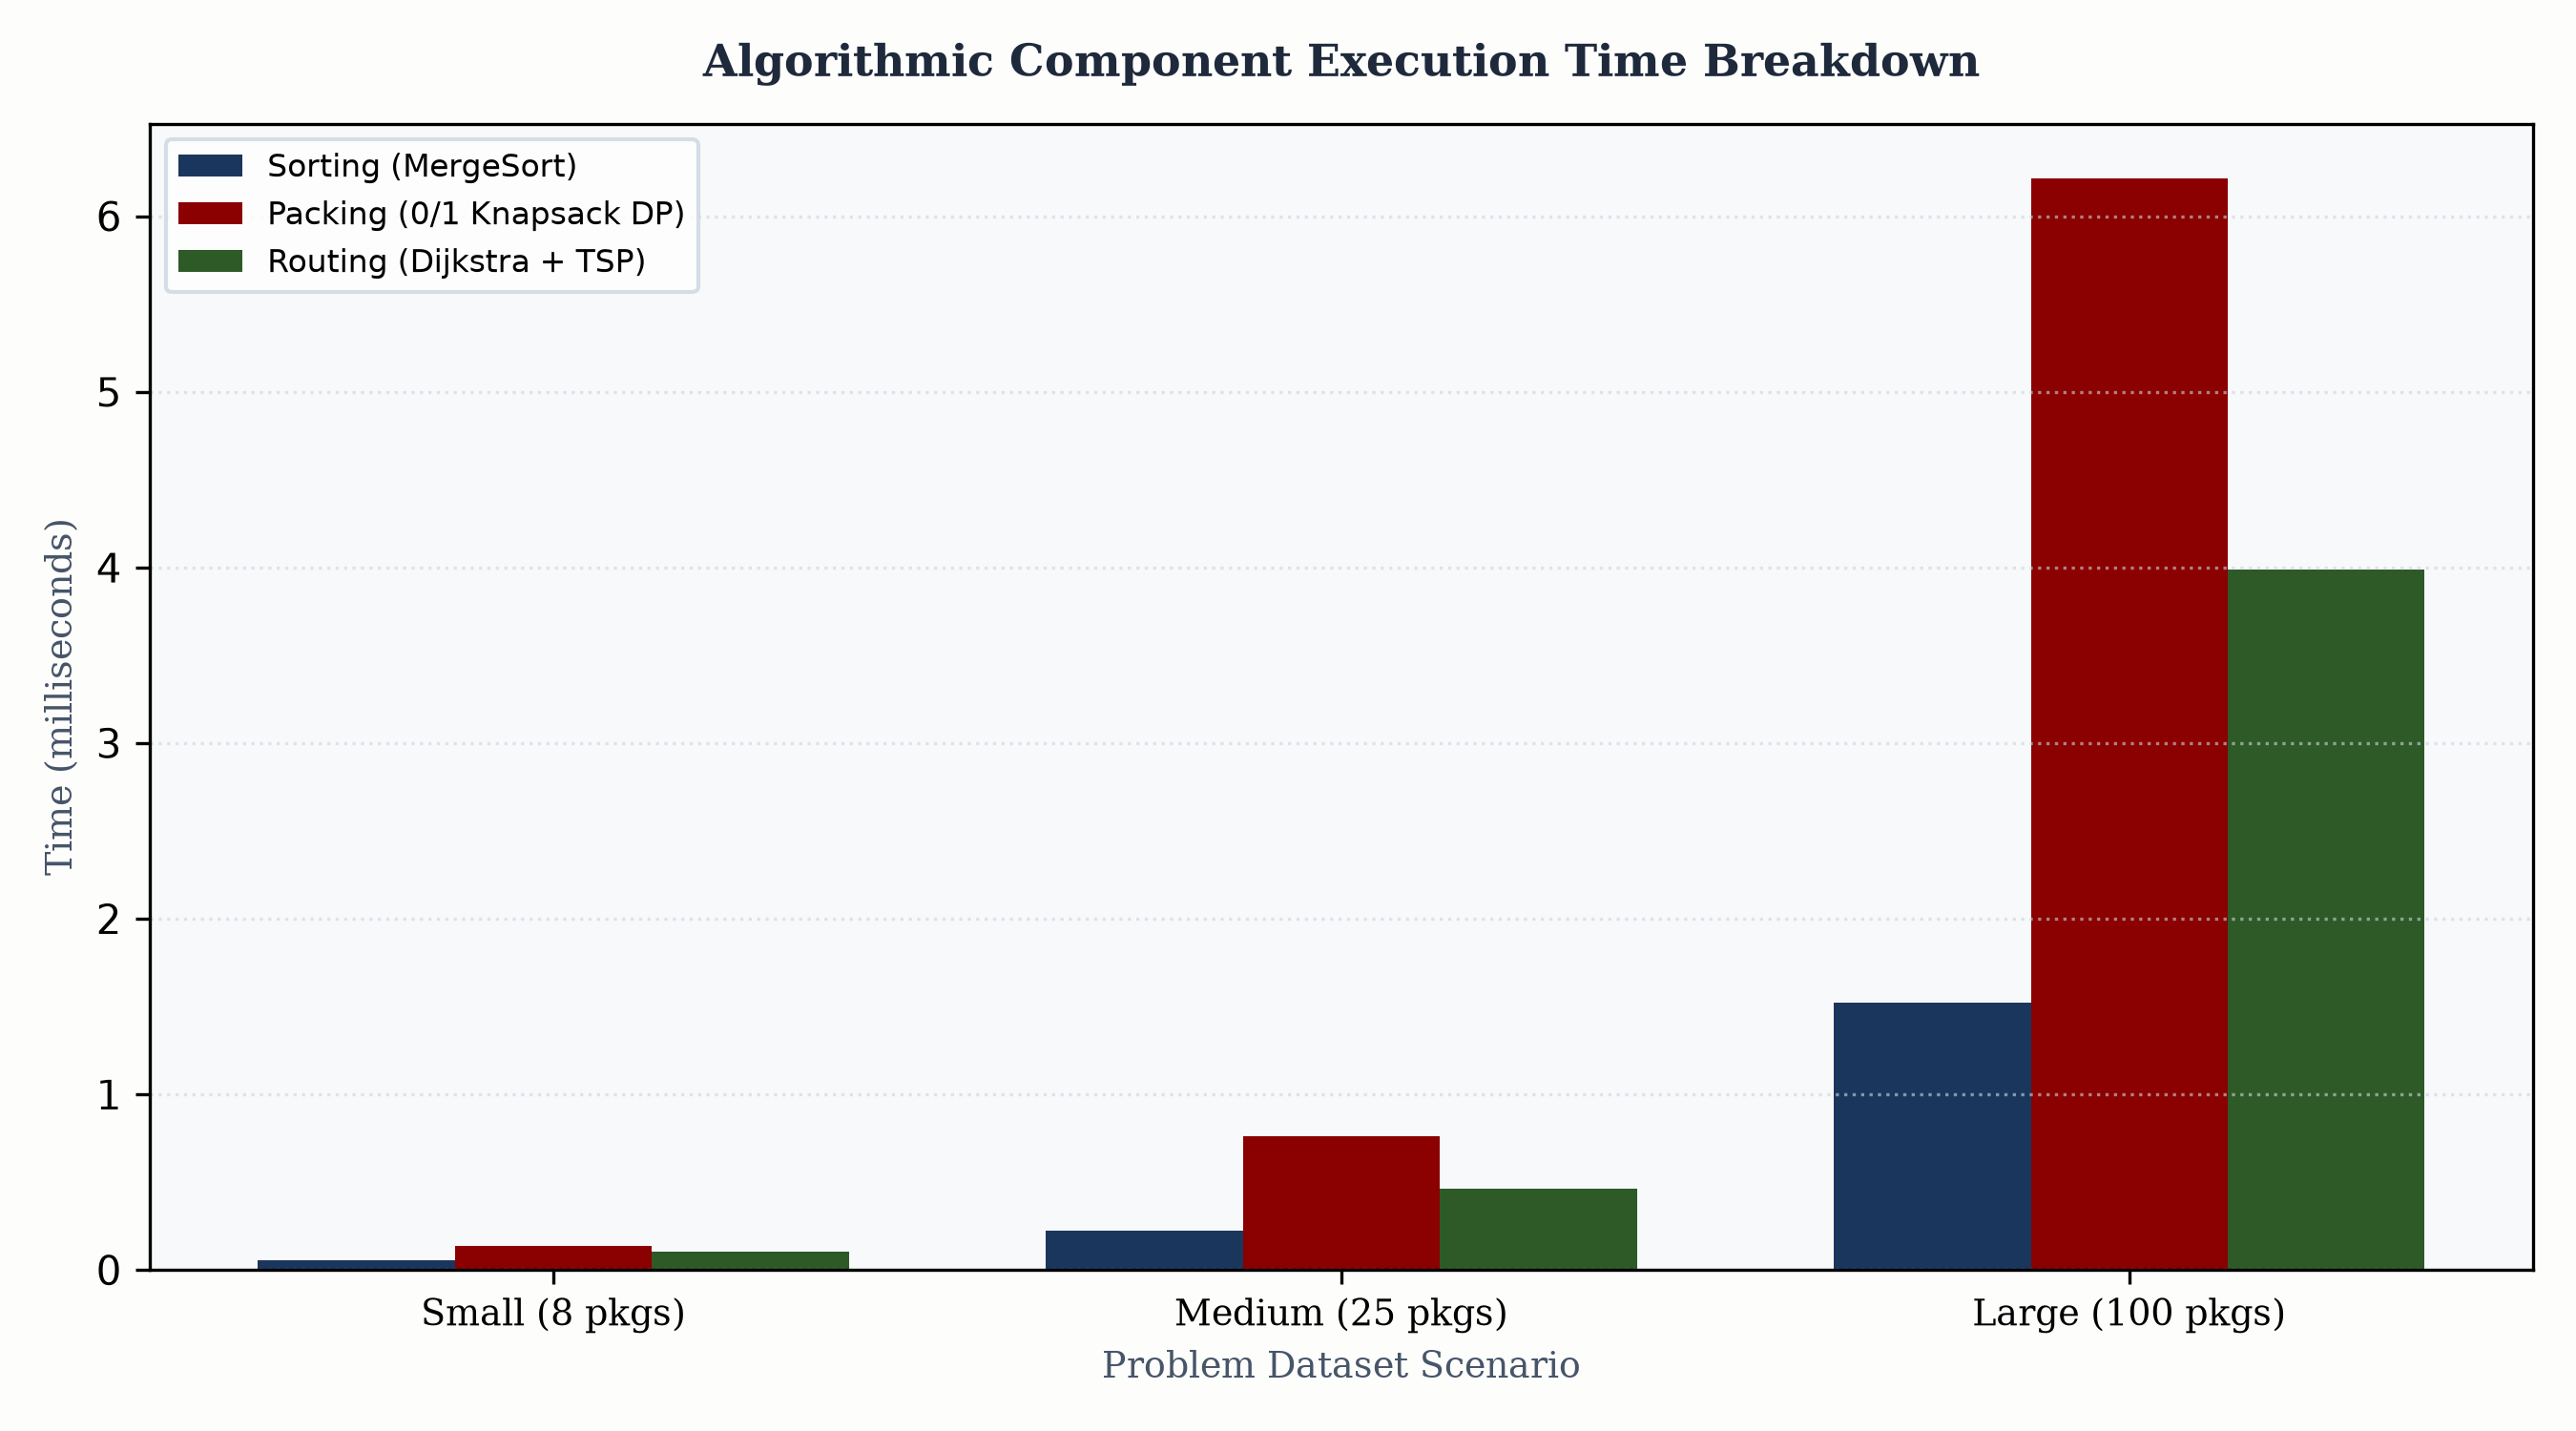 Algorithmic Component Execution Time Breakdown
Sorting (MergeSort)
Packing (0/1 Knapsack DP)
Routing (Dijkstra + TSP)
Time (milliseconds)
6
5
4
3
2
1
0
Small (8 pkgs)
Medium (25 pkgs)
Large (100 pkgs)
Problem Dataset Scenario